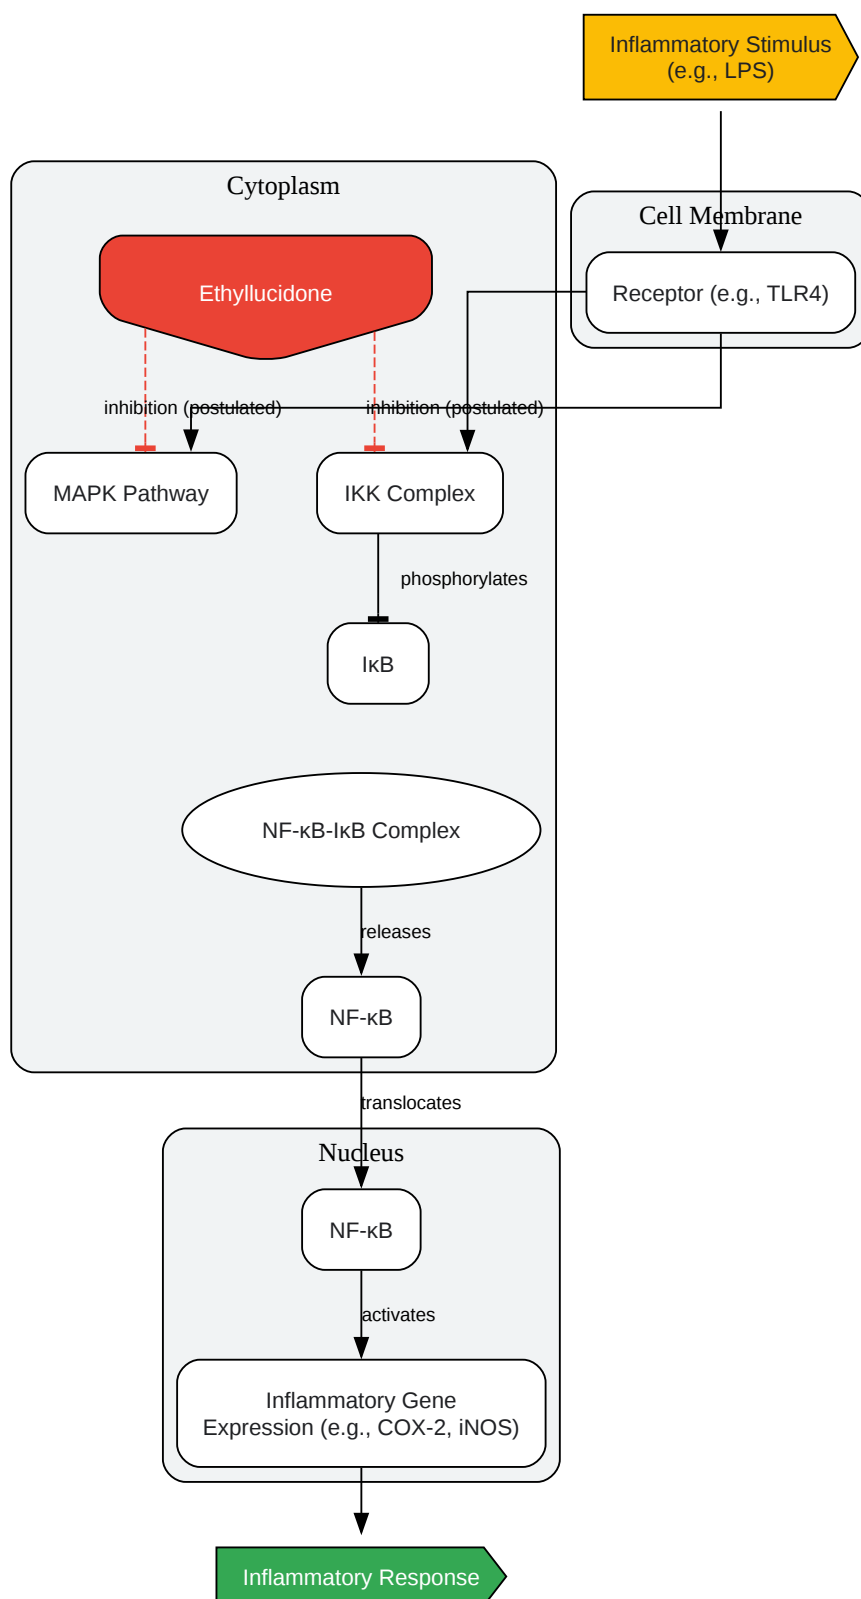 Inflammatory Stimulus
(e.g., LPS)
Cytoplasm
Cell Membrane
Ethyllucidone
Receptor (e.g., TLR4)
inhibition (postulated)
inhibition (postulated)
MAPK Pathway
IKK Complex
phosphorylates
IκB
NF-κB-IκB Complex
releases
NF-κB
translocates
Nucleus
NF-κB
activates
Inflammatory Gene
Expression (e.g., COX-2, iNOS)
Inflammatory Response